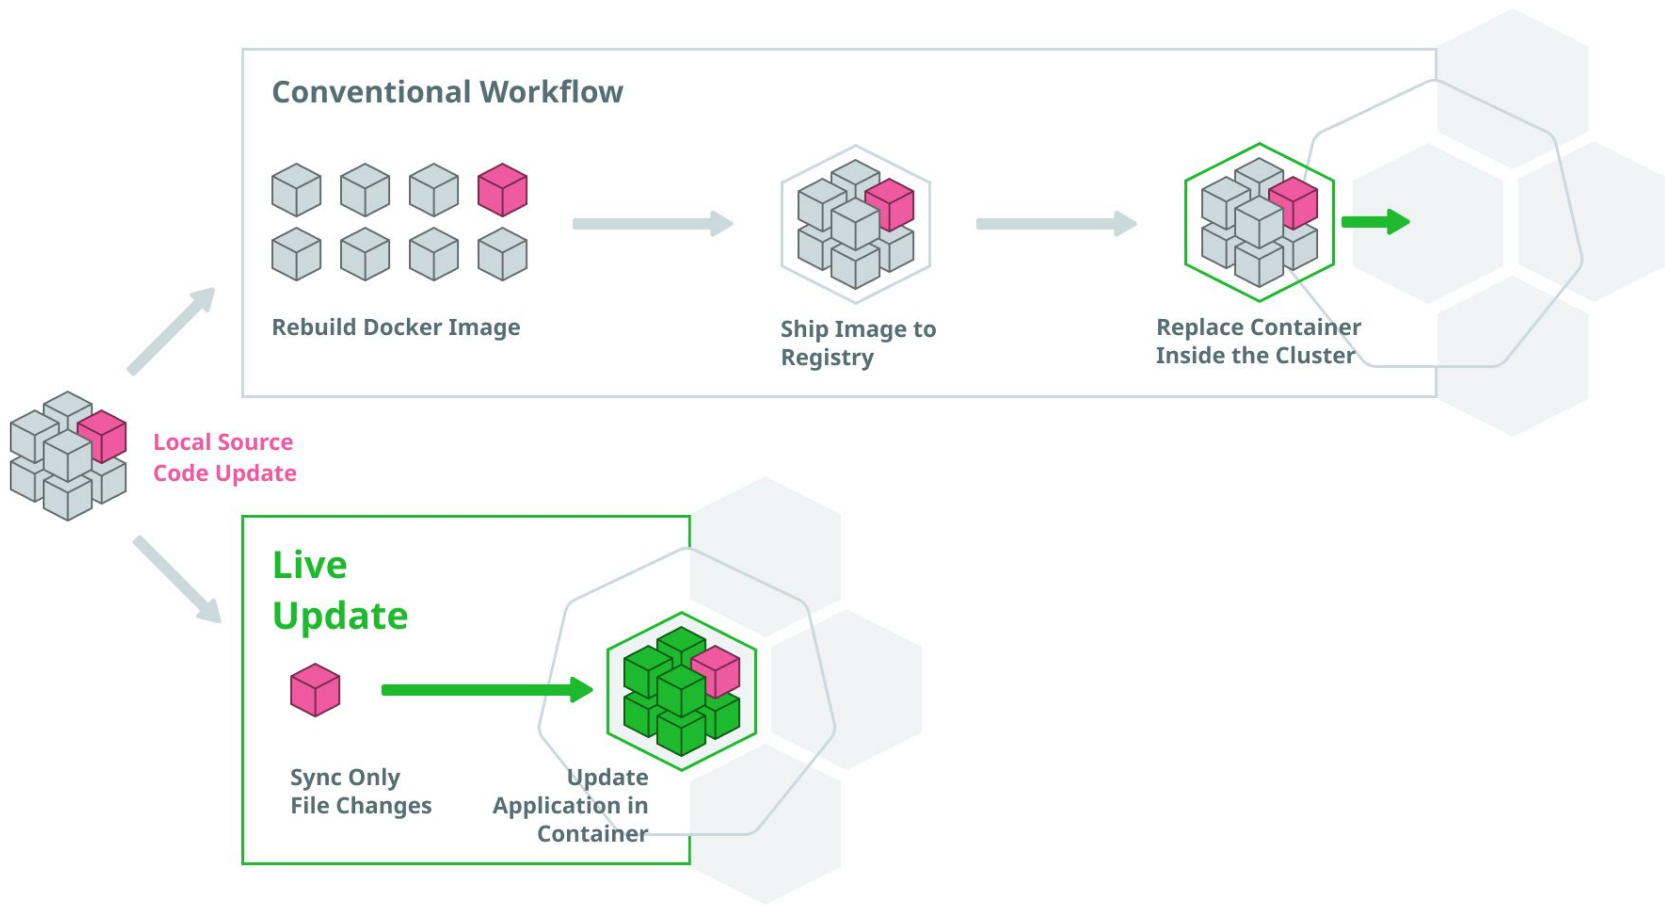 Conventional Workflow
Rebuild Docker Image
Ship Image to
Registry
Replace Container
Inside the Cluster
Local Source
Code Update
Live
Update
Sync Only
File Changes
Update
Application in
Container